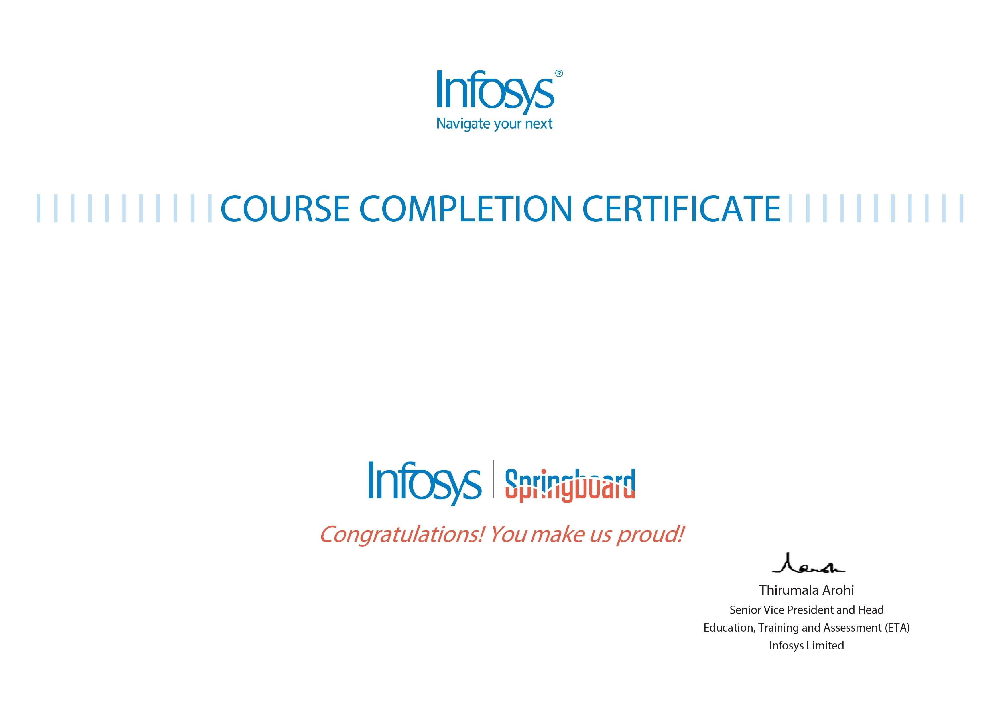 Infosys®
Navigate your next
COURSE COMPLETION CERTIFICATE
Infosys | Springboard
Congratulations! You make us proud!
Thirumala Arohi
Senior Vice President and Head
Education, Training and Assessment (ETA)
Infosys Limited